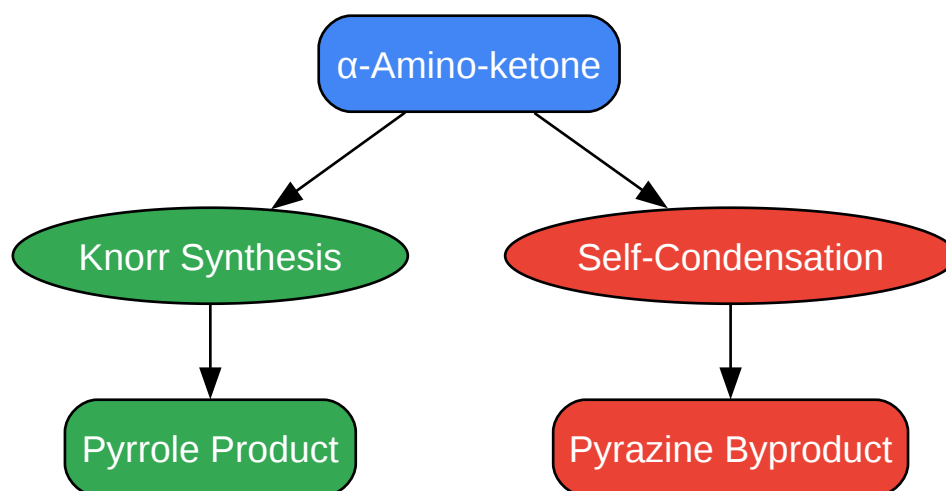 α-Amino-ketone
Knorr Synthesis
Self-Condensation
Pyrrole Product
Pyrazine Byproduct